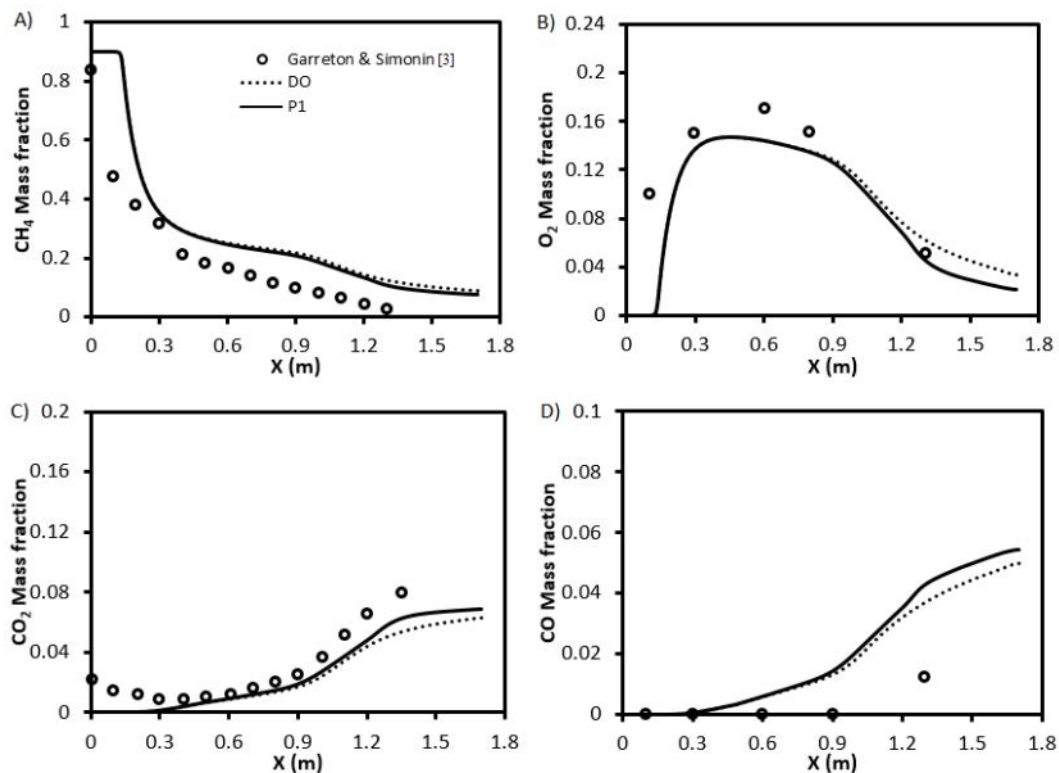 A)
1
0.8
0.6
0.4
0.2
0
CH₄ Mass fraction
Garreton & Simonin [3]
DO
P1
0 0.3 0.6 0.9 1.2 1.5 1.8
X (m)
B)
0.24
0.2
0.16
0.12
0.08
0.04
0
O₂ Mass fraction
0 0.3 0.6 0.9 1.2 1.5 1.8
X (m)
C)
0.2
0.16
0.12
0.08
0.04
0
CO₂ Mass fraction
0 0.3 0.6 0.9 1.2 1.5 1.8
X (m)
D)
0.1
0.08
0.06
0.04
0.02
0
CO Mass fraction
0 0.3 0.6 0.9 1.2 1.5 1.8
X (m)